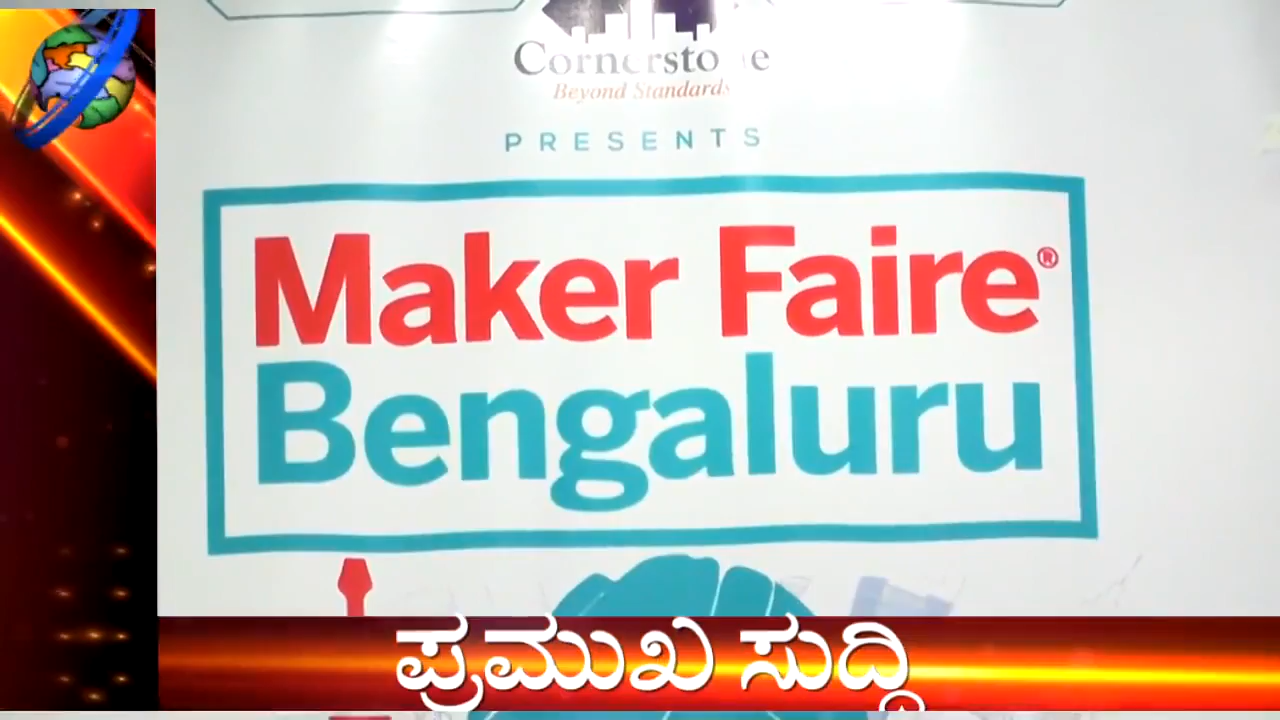 Cornerstone
Beyond Standards
PRESENTS
Maker Faire®
Bengaluru
ಪ್ರಮುಖ ಸುದ್ದಿ